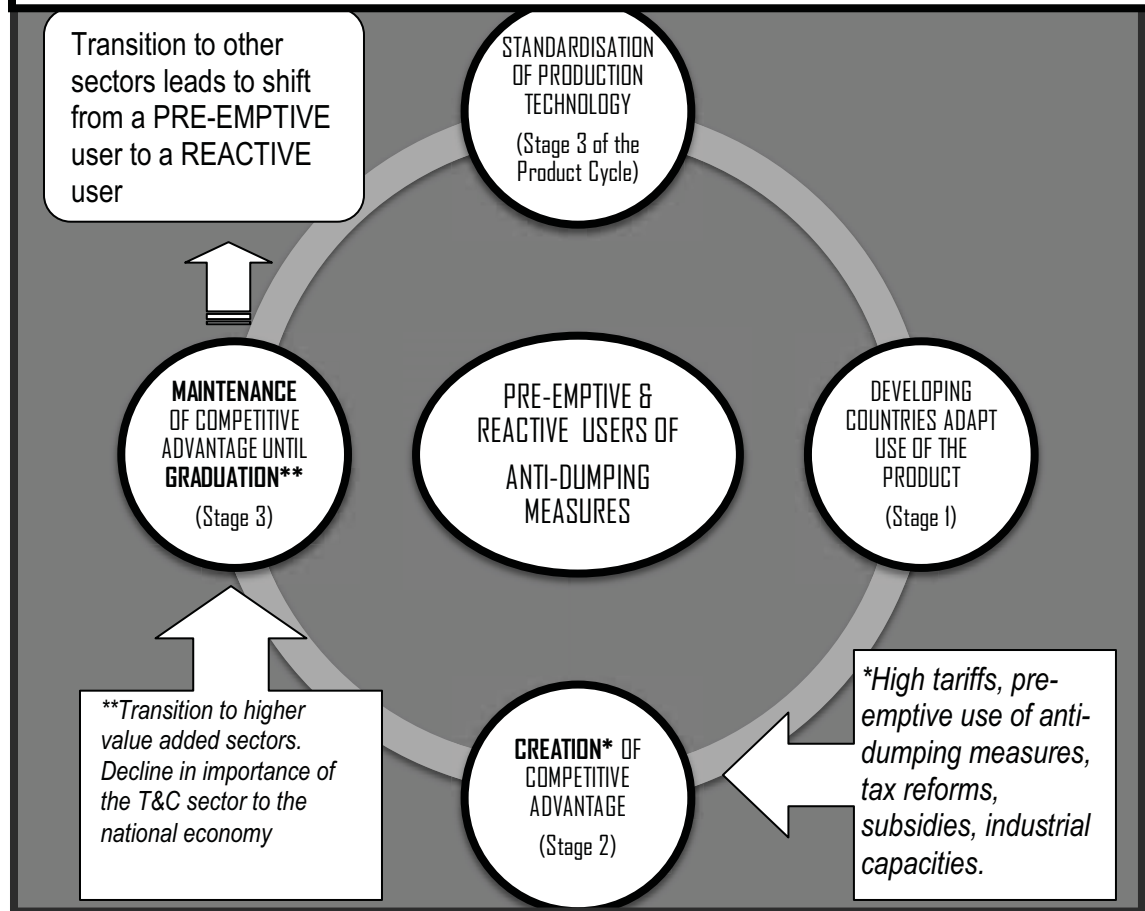 Transition to other
sectors leads to shift
from a PRE-EMPTIVE
user to a REACTIVE
user
STANDARDISATION
OF PRODUCTION
TECHNOLOGY
(Stage 3 of the
Product Cycle)
MAINTENANCE
OF COMPETITIVE
ADVANTAGE UNTIL
GRADUATION**
(Stage 3)
PRE-EMPTIVE &
REACTIVE USERS OF
ANTI-DUMPING
MEASURES
DEVELOPING
COUNTRIES ADAPT
USE OF THE
PRODUCT
(Stage 1)
**Transition to higher
value added sectors.
Decline in importance of
the T&C sector to the
national economy
CREATION* OF
COMPETITIVE
ADVANTAGE
(Stage 2)
*High tariffs, pre-
emptive use of anti-
dumping measures,
tax reforms,
subsidies, industrial
capacities.